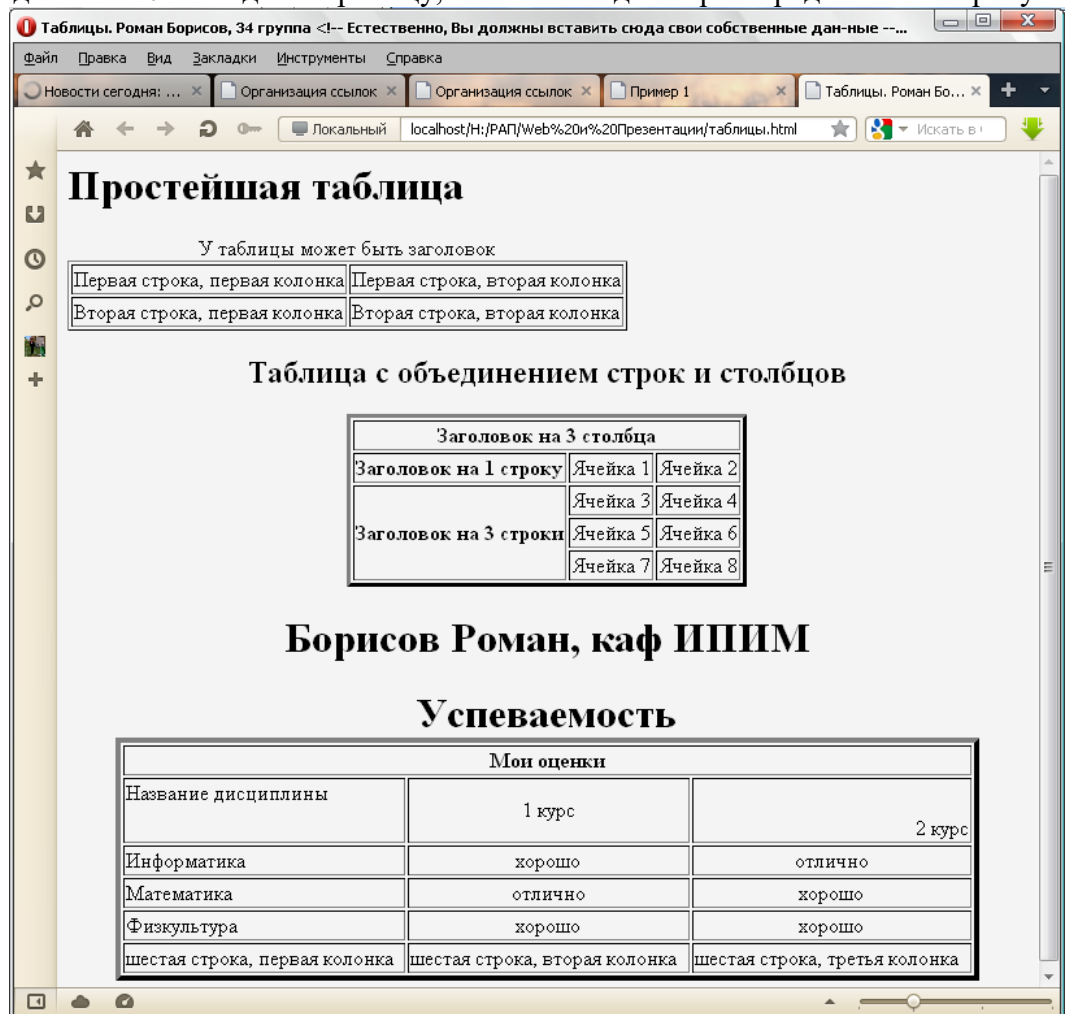 Таблицы. Роман Борисов, 34 группа <!-- Естественно, Вы должны вставить сюда свои собственные дан-ные --...
Файл Правка Вид Закладки Инструменты Справка
Новости сегодня: ... Организация ссылок Организация ссылок Пример 1 Таблицы. Роман Бо...
Локальный localhost/H:/РАП/Web%20и%20Презентации/таблицы.html Искать в
Простейшая таблица
У таблицы может быть заголовок
Первая строка, первая колонка Первая строка, вторая колонка
Вторая строка, первая колонка Вторая строка, вторая колонка
Таблица с объединением строк и столбцов
Заголовок на 3 столбца
Заголовок на 1 строку Ячейка 1 Ячейка 2
Ячейка 3 Ячейка 4
Заголовок на 3 строки Ячейка 5 Ячейка 6
Ячейка 7 Ячейка 8
Борисов Роман, каф ИПИМ
Успеваемость
Мои оценки
Название дисциплины 1 курс 2 курс
Информатика хорошо отлично
Математика отлично хорошо
Физкультура хорошо хорошо
шестая строка, первая колонка шестая строка, вторая колонка шестая строка, третья колонка